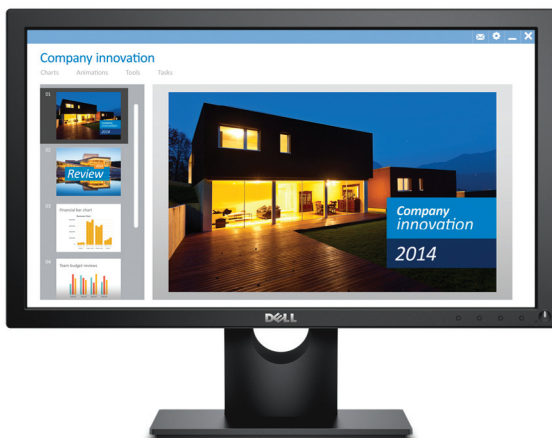 Company innovation
Charts Animations Tools Tasks
01
Company
innovation
2014
02
Review
03
Financial bar chart
04
Team budget reviews
Company
innovation
2014
DELL